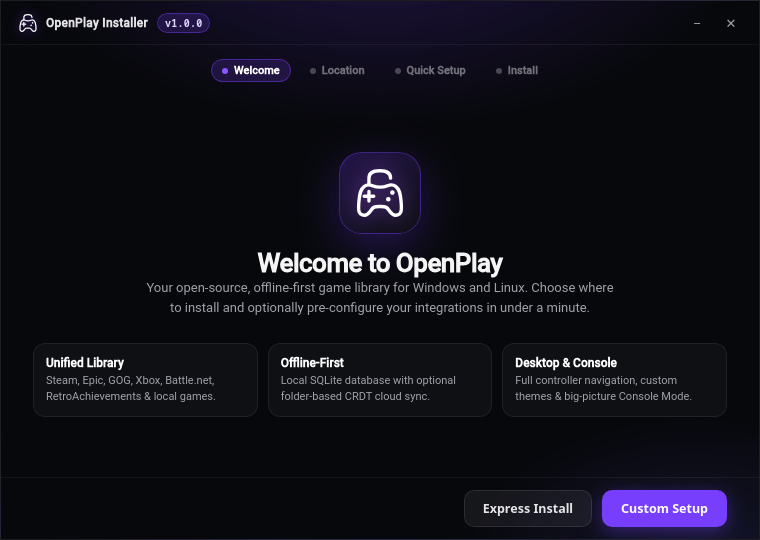 OpenPlay Installer v1.0.0
Welcome Location Quick Setup Install
Welcome to OpenPlay
Your open-source, offline-first game library for Windows and Linux. Choose where
to install and optionally pre-configure your integrations in under a minute.
Unified Library
Steam, Epic, GOG, Xbox, Battle.net,
RetroAchievements & local games.
Offline-First
Local SQLite database with optional
folder-based CRDT cloud sync.
Desktop & Console
Full controller navigation, custom
themes & big-picture Console Mode.
Express Install Custom Setup